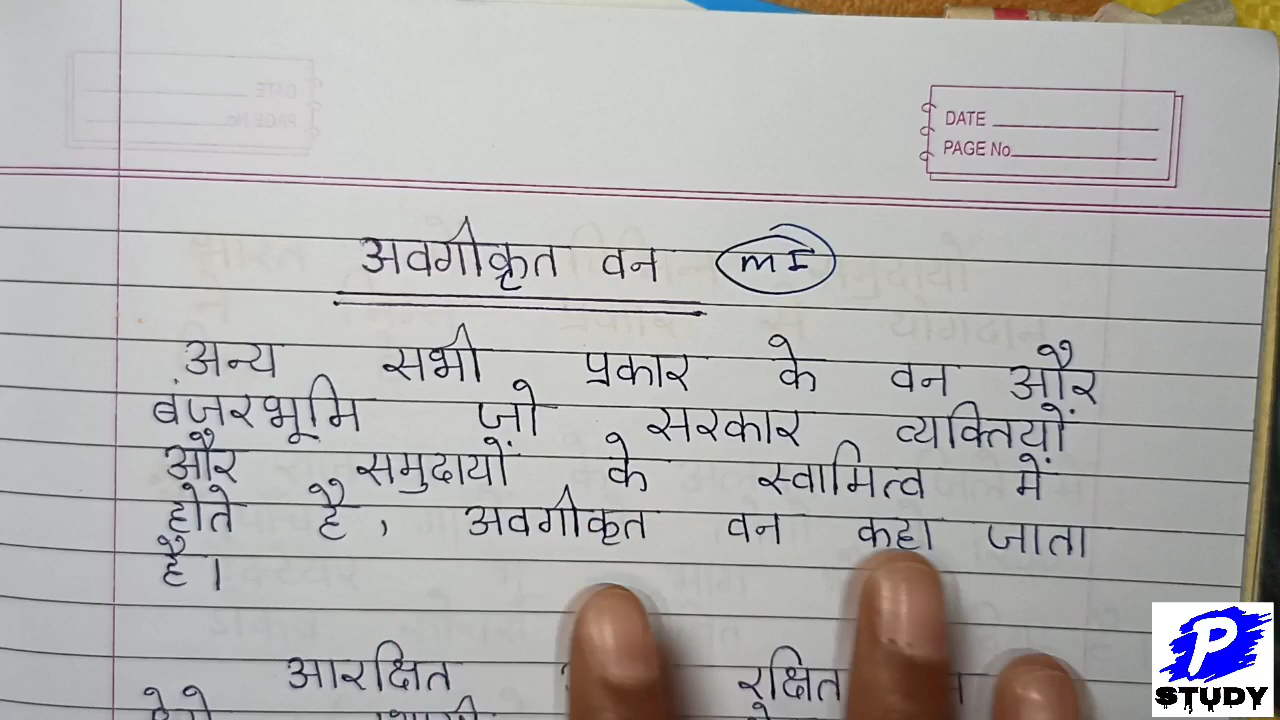 DATE
PAGE No.
अवर्गीकृत वन MI
अन्य सभी प्रकार के वन और
बंजरभूमि जो सरकार व्यक्तियों
और समुदायों के स्वामित्व में
होते है, अवर्गीकृत वन कहा जाता
है।
आरक्षित रक्षित
P
STUDY